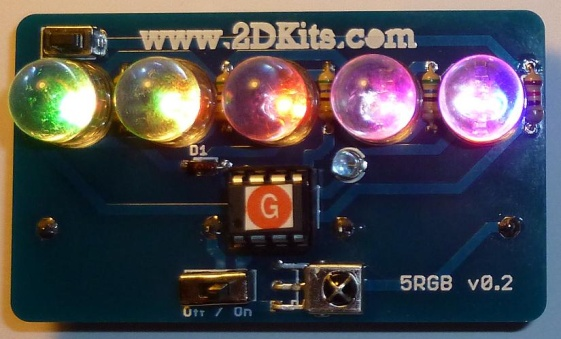 www.2DKits.com
D1
G
5RGB v0.2
Off / On